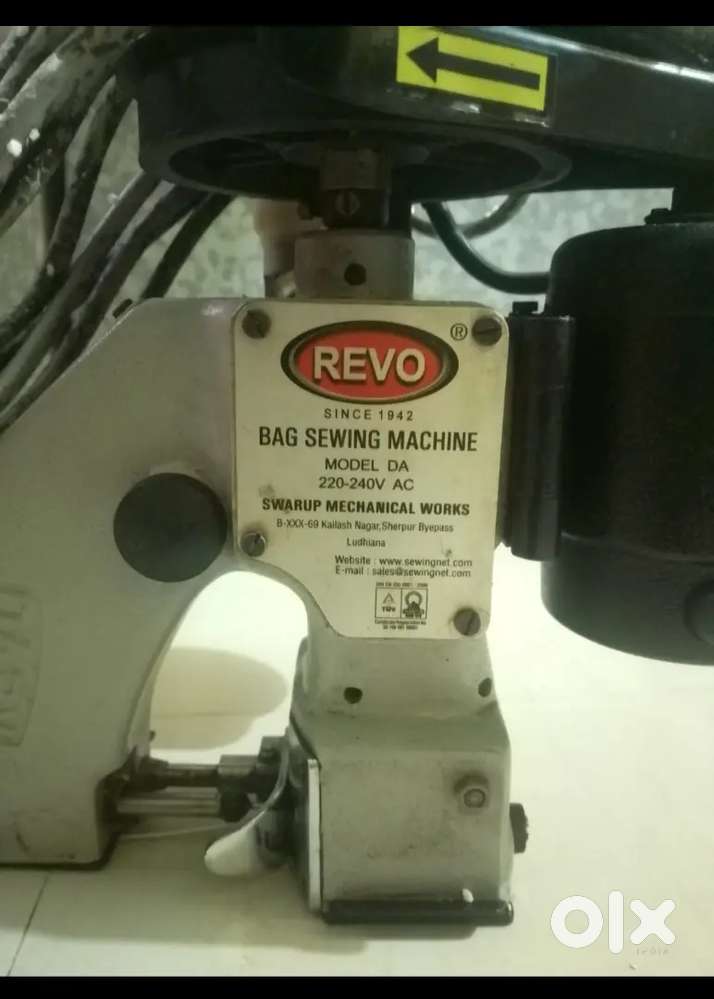 REVO
®
SINCE 1942
BAG SEWING MACHINE
MODEL DA
220-240V AC
SWARUP MECHANICAL WORKS
B-XXX-69 Kailash Nagar,Sherpur Byepass
Ludhiana
Website : www.sewingnet.com
E-mail : sales@sewingnet.com
TÜV
olx